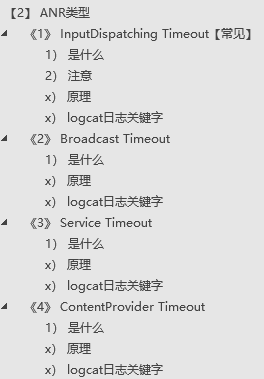 【2】 ANR类型
《1》 InputDispatching Timeout【常见】
1） 是什么
2） 注意
x） 原理
x） logcat日志关键字
《2》 Broadcast Timeout
1） 是什么
x） 原理
x） logcat日志关键字
《3》 Service Timeout
1） 是什么
x） 原理
x） logcat日志关键字
《4》 ContentProvider Timeout
1） 是什么
x） 原理
x） logcat日志关键字